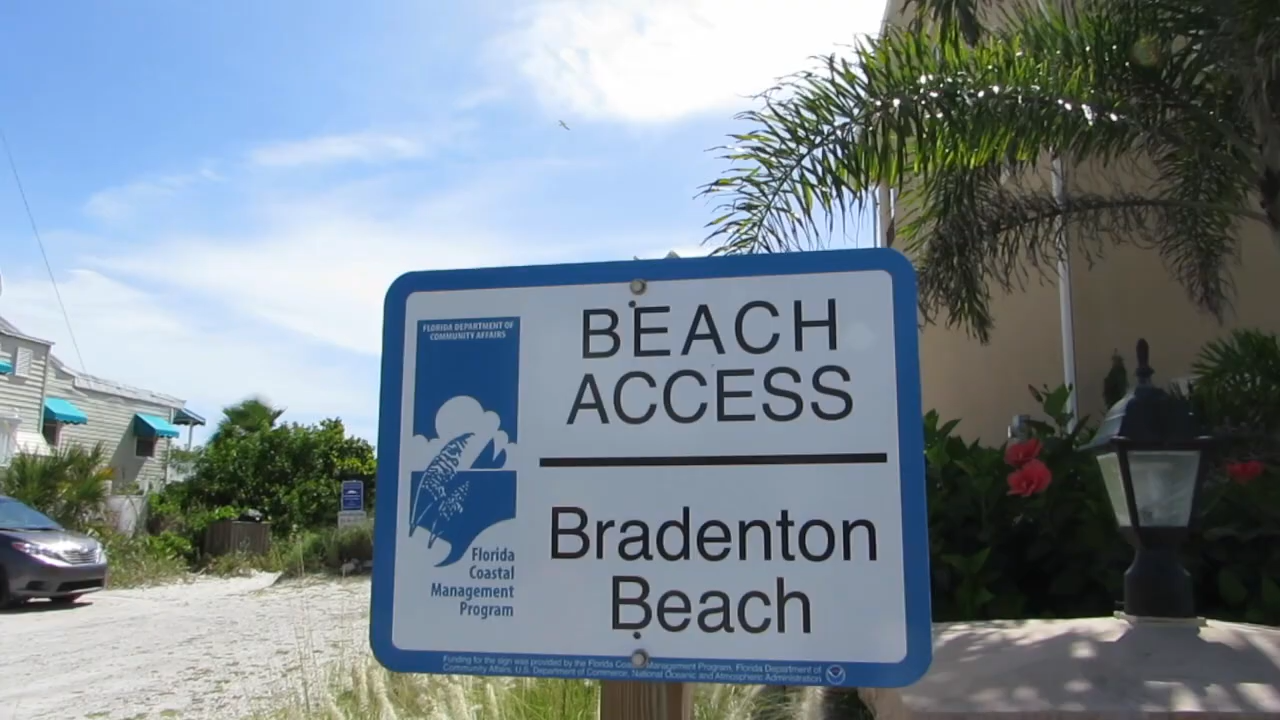 FLORIDA DEPARTMENT OF
COMMUNITY AFFAIRS
Florida
Coastal
Management
Program
BEACH
ACCESS
Bradenton
Beach
Funding for the sign was provided by the Florida Coastal Management Program, Florida Department of
Community Affairs, U.S. Department of Commerce, National Oceanic and Atmospheric Administration